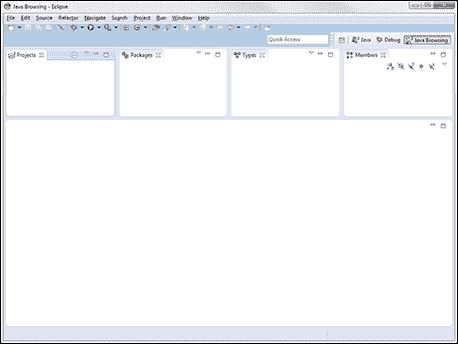 Java Browsing - Eclipse
File Edit Source Refactor Navigate Search Project Run Window Help
Quick Access Java Debug Java Browsing
Projects Packages Types Members